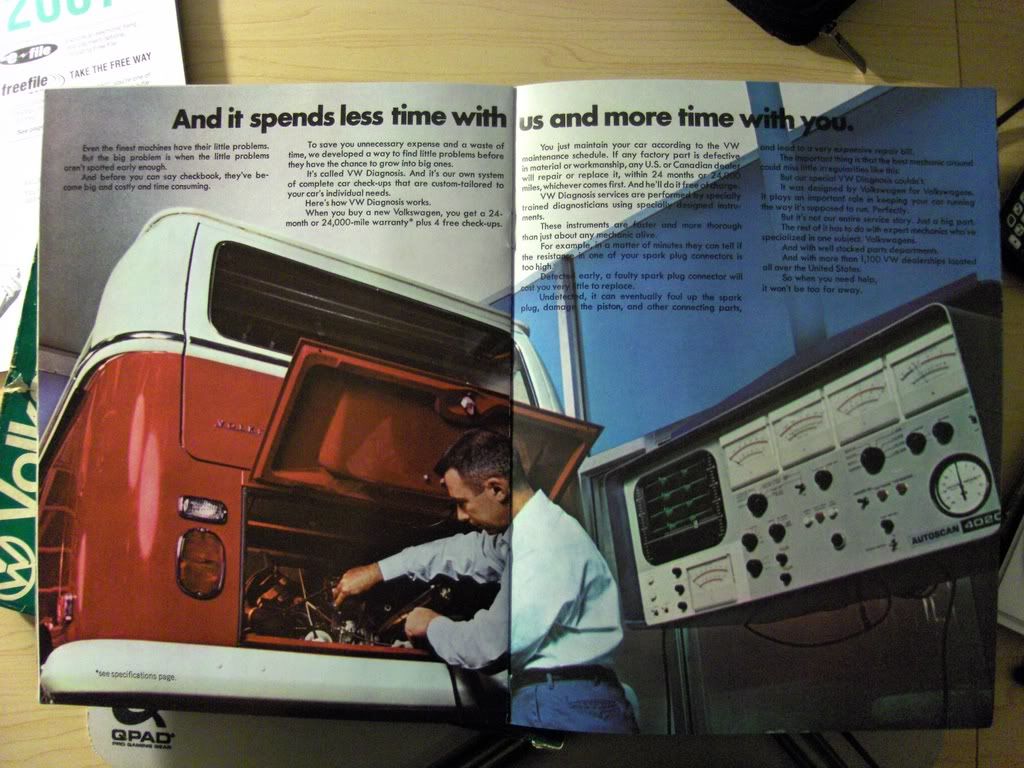 2007
e-file
freefile
TAKE THE FREE WAY
And it spends less time with us and more time with you.
Even the finest machines have their little problems.
But the big problem is when the little problems
aren't spotted early enough.
And before you can say checkbook, they've be-
come big and costly and time consuming.
To save you unnecessary expense and a waste of
time, we developed a way to find little problems before
they have the chance to grow into big ones.
It's called VW Diagnosis. And it's our own system
of complete car check-ups that are custom-tailored to
your car's individual needs.
Here's how VW Diagnosis works.
When you buy a new Volkswagen, you get a 24-
month or 24,000-mile warranty* plus 4 free check-ups.
You just maintain your car according to the VW
maintenance schedule. If any factory part is defective
in material or workmanship, any U.S. or Canadian dealer
will repair or replace it, within 24 months or 24,000
miles, whichever comes first. And he'll do it free of charge.
VW Diagnosis services are performed by specially
trained diagnosticians using specially designed instru-
ments.
These instruments are faster and more thorough
than just about any mechanic alive.
For example, in a matter of minutes they can tell if
the resistance in one of your spark plug connectors is
too high.
Detected early, a faulty spark plug connector will
cost you very little to replace.
Undetected, it can eventually foul up the spark
plug, damage the piston, and other connecting parts,
and lead to a very expensive repair bill.
The important thing is that the best mechanic around
could miss little irregularities like this.
But our special VW Diagnosis couldn't.
It was designed by Volkswagen for Volkswagens.
It plays an important role in keeping your car running
the way it's supposed to run. Perfectly.
But it's not our entire service story. Just a big part.
The rest of it has to do with expert mechanics who've
specialized in one subject: Volkswagens.
And with well stocked parts departments.
And with more than 1,100 VW dealerships located
all over the United States.
So when you need help,
it won't be too far away.
AUTOSCAN 4020
*see specifications page.
QPAD
PRO GAMING GEAR